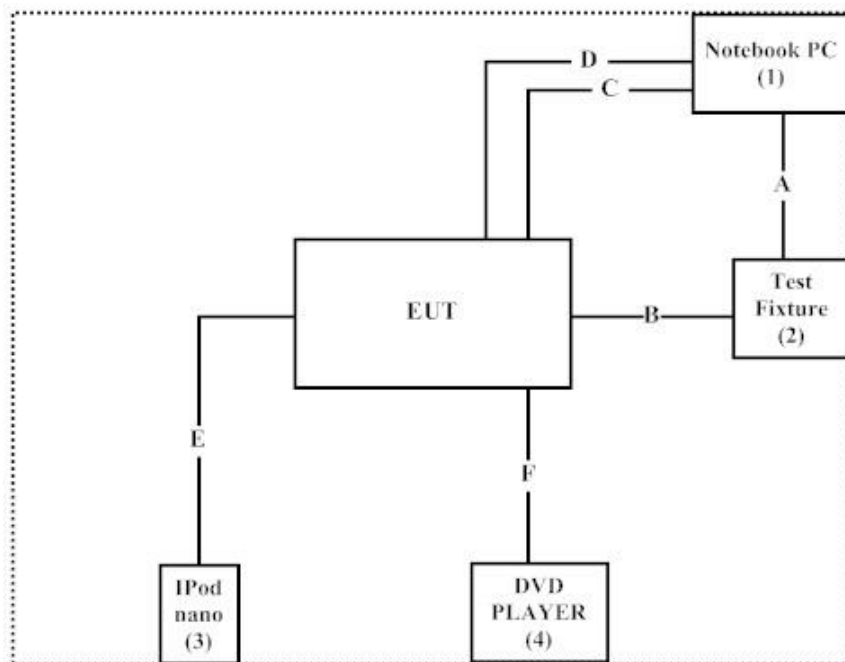 D
Notebook PC
(1)
C
A
EUT
B
Test
Fixture
(2)
E
F
IPod
nano
(3)
DVD
PLAYER
(4)